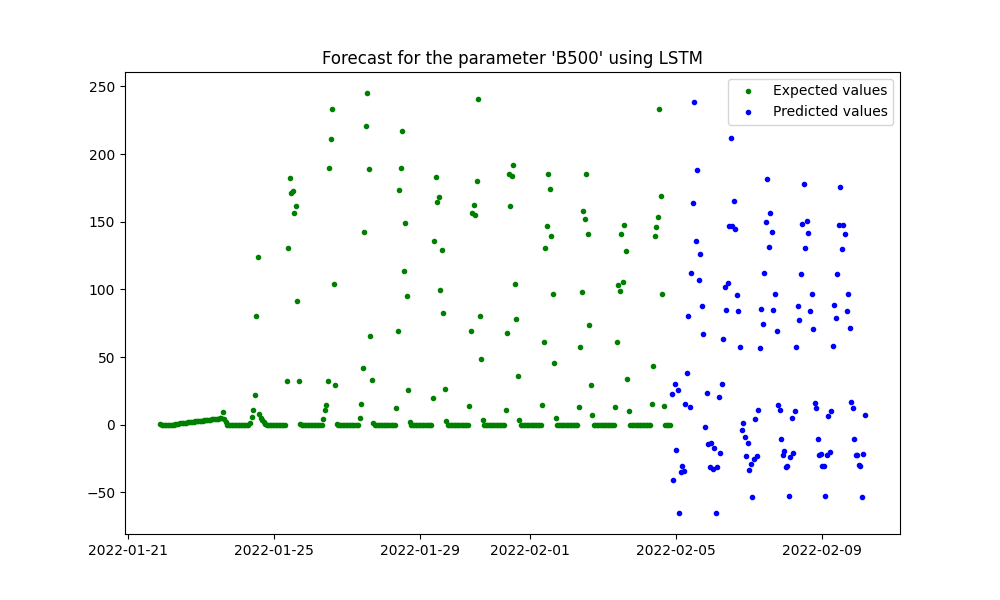 Forecast for the parameter 'B500' using LSTM
Expected values
Predicted values
250
200
150
100
50
0
−50
2022-01-21 2022-01-25 2022-01-29 2022-02-01 2022-02-05 2022-02-09